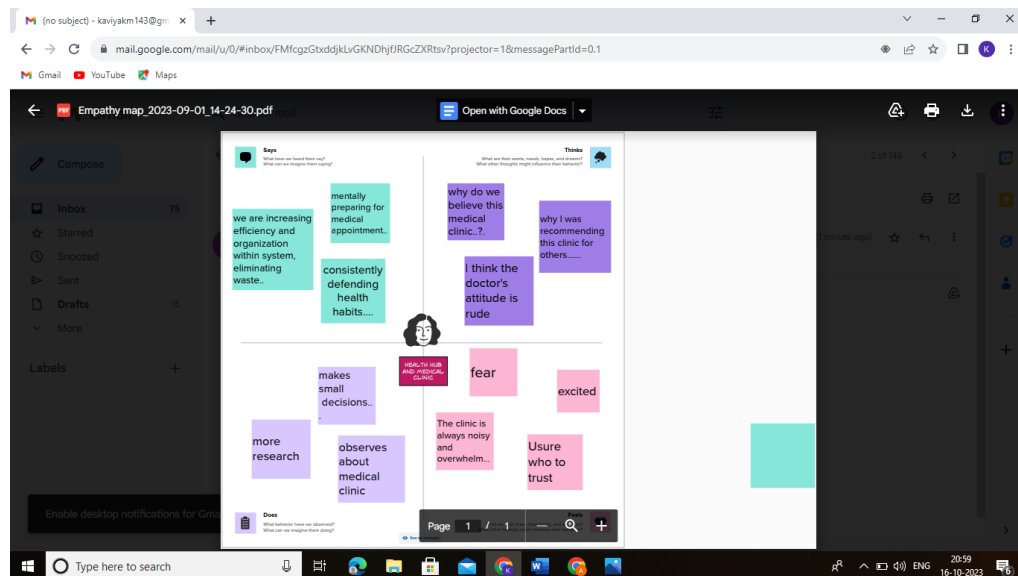 (no subject) - kaviyakm143@gm
mail.google.com/mail/u/0/#inbox/FMfcgzGtxddjkLvGKNDhjfJRGcZXRtsv?projector=1&messagePartId=0.1
K
Gmail YouTube Maps
Empathy map_2023-09-01_14-24-30.pdf
Open with Google Docs
Compose
2 of 146
Inbox 75
Starred
Snoozed
Sent
Drafts 15
More
Labels
1 minute ago)
Says
What have we heard them say?
What can we imagine them saying?
Thinks
What are their wants, needs, hopes, and dreams?
What other thoughts might influence their behavior?
we are increasing
efficiency and
organization
within system,
eliminating
waste..
mentally
preparing for
medical
appointment..
consistently
defending
health
habits....
why do we
believe this
medical
clinic..?.
why I was
recommending
this clinic for
others......
I think the
doctor's
attitude is
rude
HEALTH HUB
AND MEDICAL
CLINIC
makes
small
decisions..
.
more
research
observes
about
medical
clinic
fear
excited
The clinic is
always noisy
and
overwhelm...
Usure
who to
trust
Does
What behavior have we observed?
What can we imagine them doing?
Feels
Page 1 / 1
Enable desktop notifications for Gma
Type here to search
ENG
20:59
16-10-2023
6